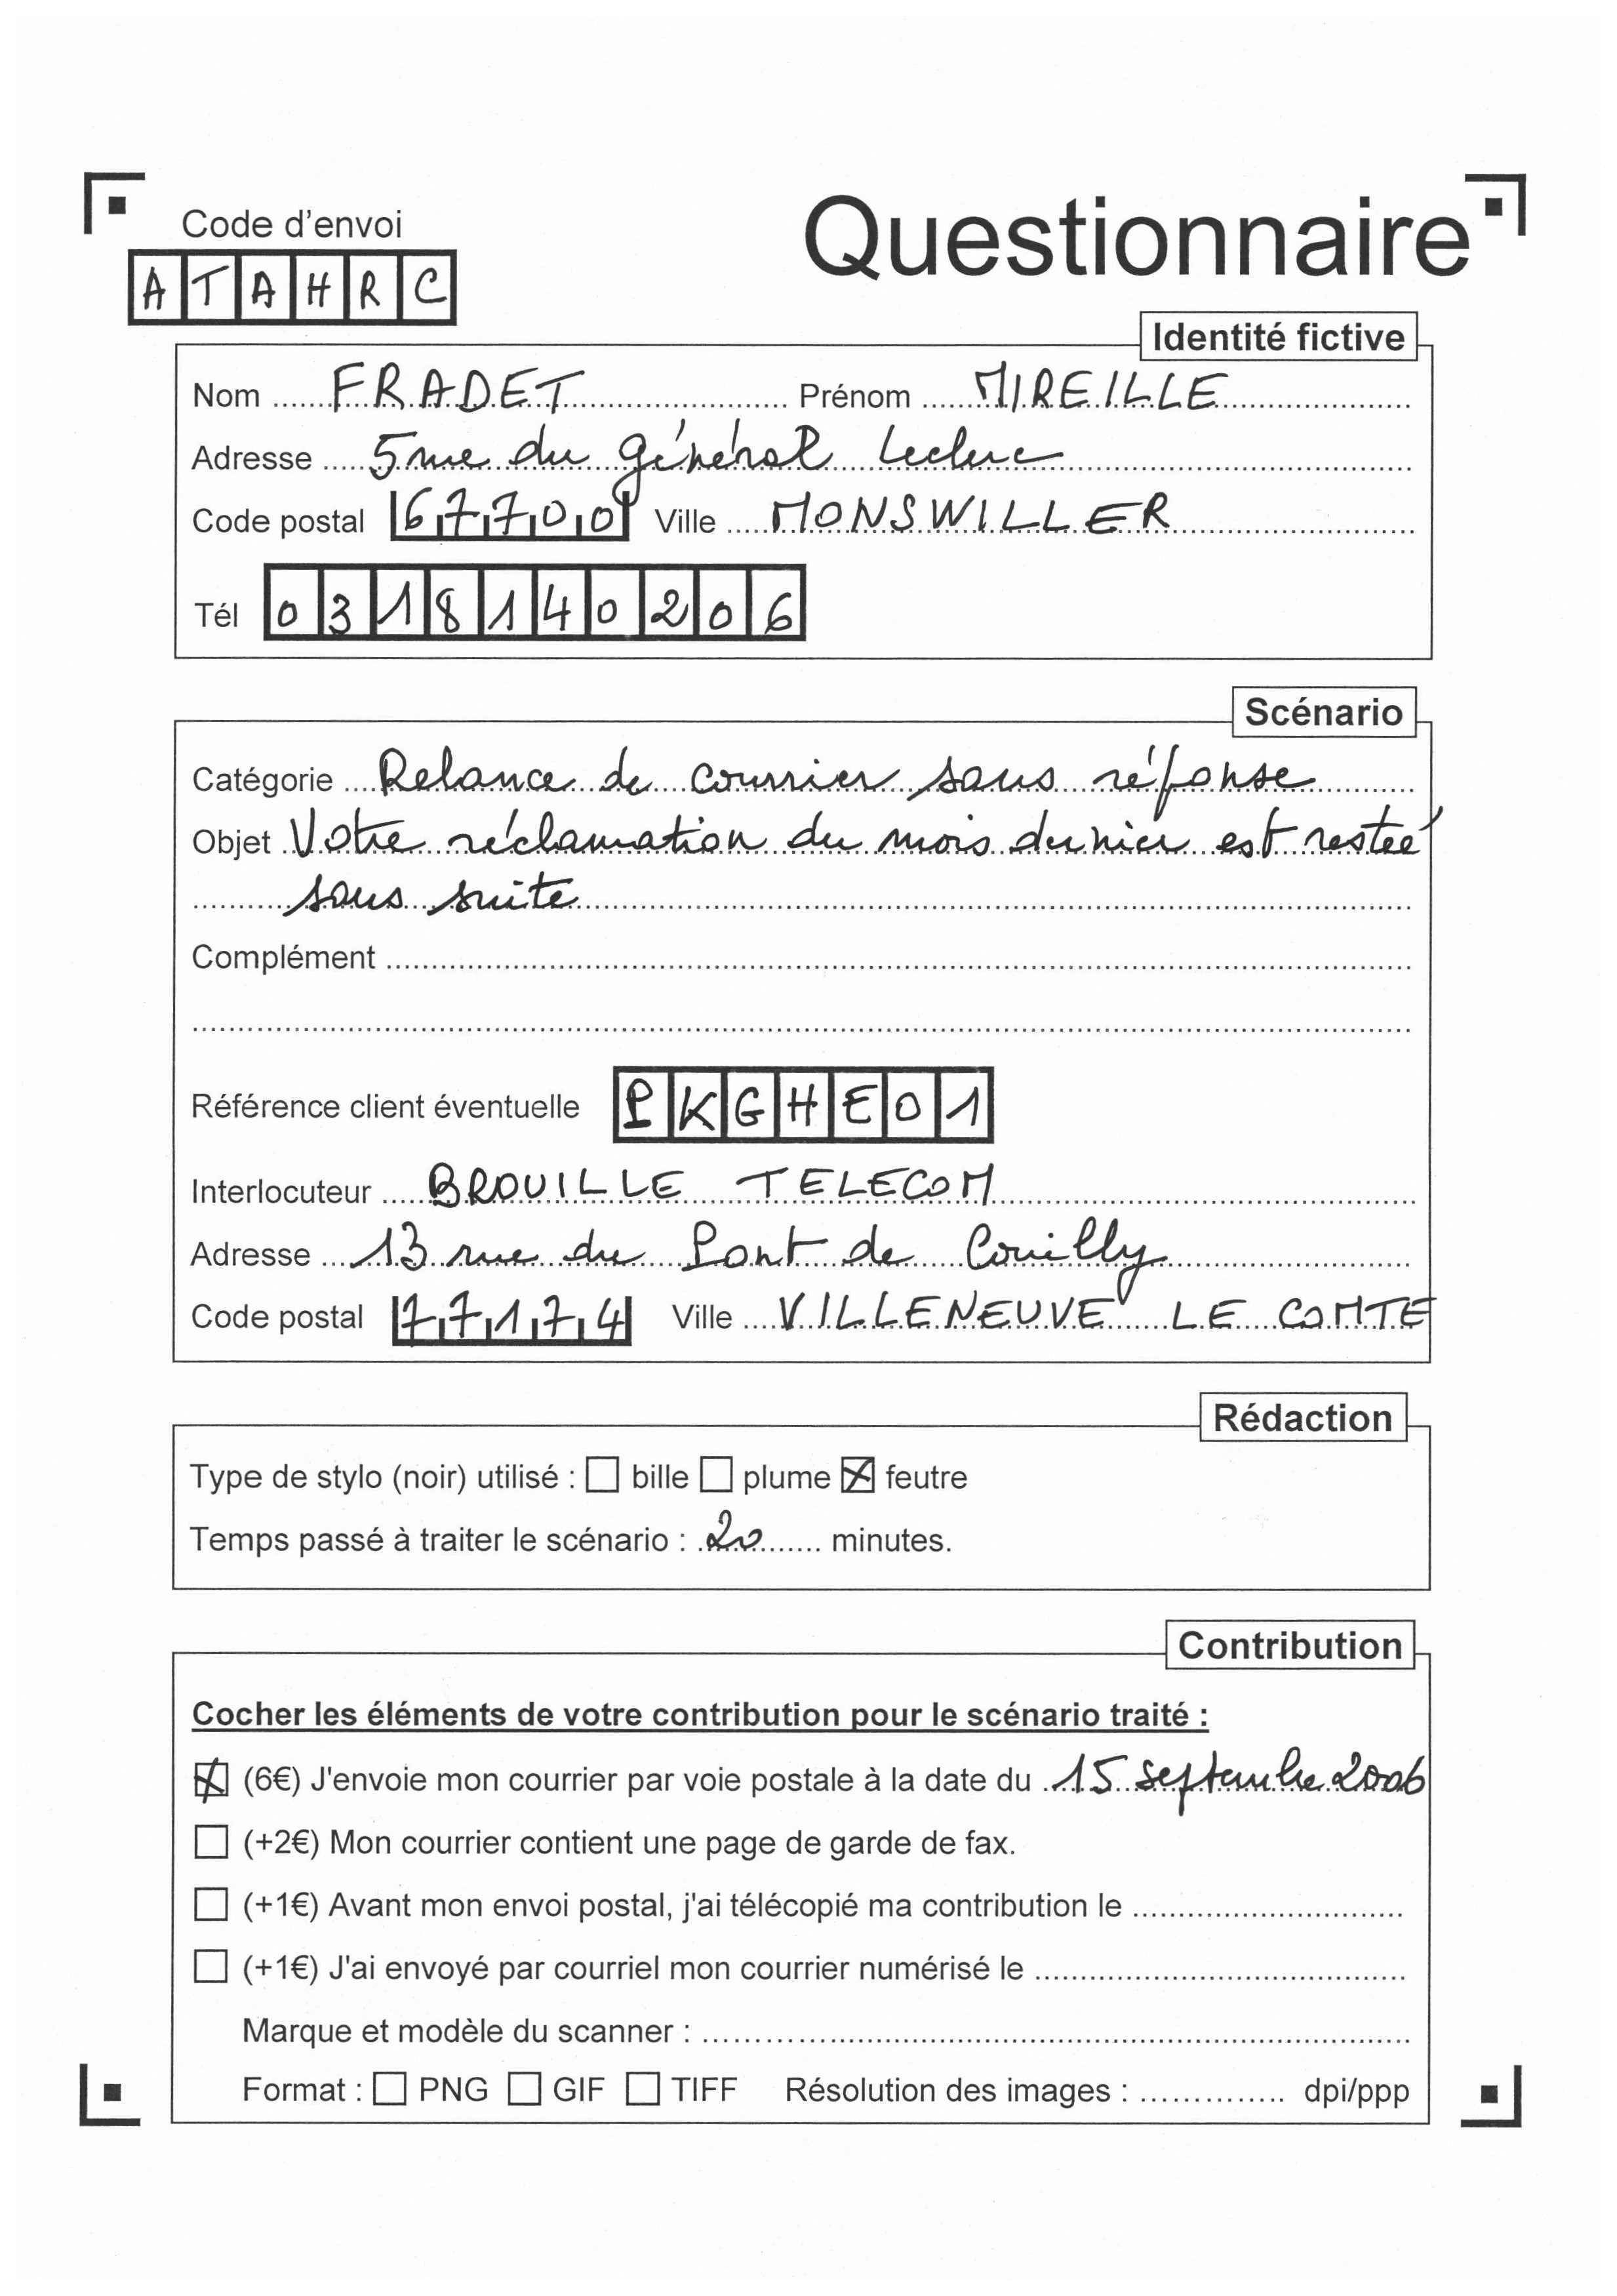 Code d'envoi
Questionnaire
ATAHRC
Identité fictive
Nom FRADET Prénom MIREILLE
Adresse 5 rue du général Leclerc
Code postal 67700 Ville MONSWILLER
Tél 0318140206
Scénario
Catégorie Relance de courrier sans réponse
Objet Votre réclamation du mois dernier est restée
sans suite
Complément
Référence client éventuelle PKGHE01
Interlocuteur BROUILLE TELECOM
Adresse 13 rue du Pont de Couilly
Code postal 77174 Ville VILLENEUVE LE COMTE
Rédaction
Type de stylo (noir) utilisé : ☐ bille ☐ plume ☒ feutre
Temps passé à traiter le scénario : 20 minutes.
Contribution
Cocher les éléments de votre contribution pour le scénario traité :
☒ (6€) J'envoie mon courrier par voie postale à la date du 15 septembre 2006
☐ (+2€) Mon courrier contient une page de garde de fax.
☐ (+1€) Avant mon envoi postal, j'ai télécopié ma contribution le
☐ (+1€) J'ai envoyé par courriel mon courrier numérisé le
Marque et modèle du scanner :
Format : ☐ PNG ☐ GIF ☐ TIFF Résolution des images : dpi/ppp